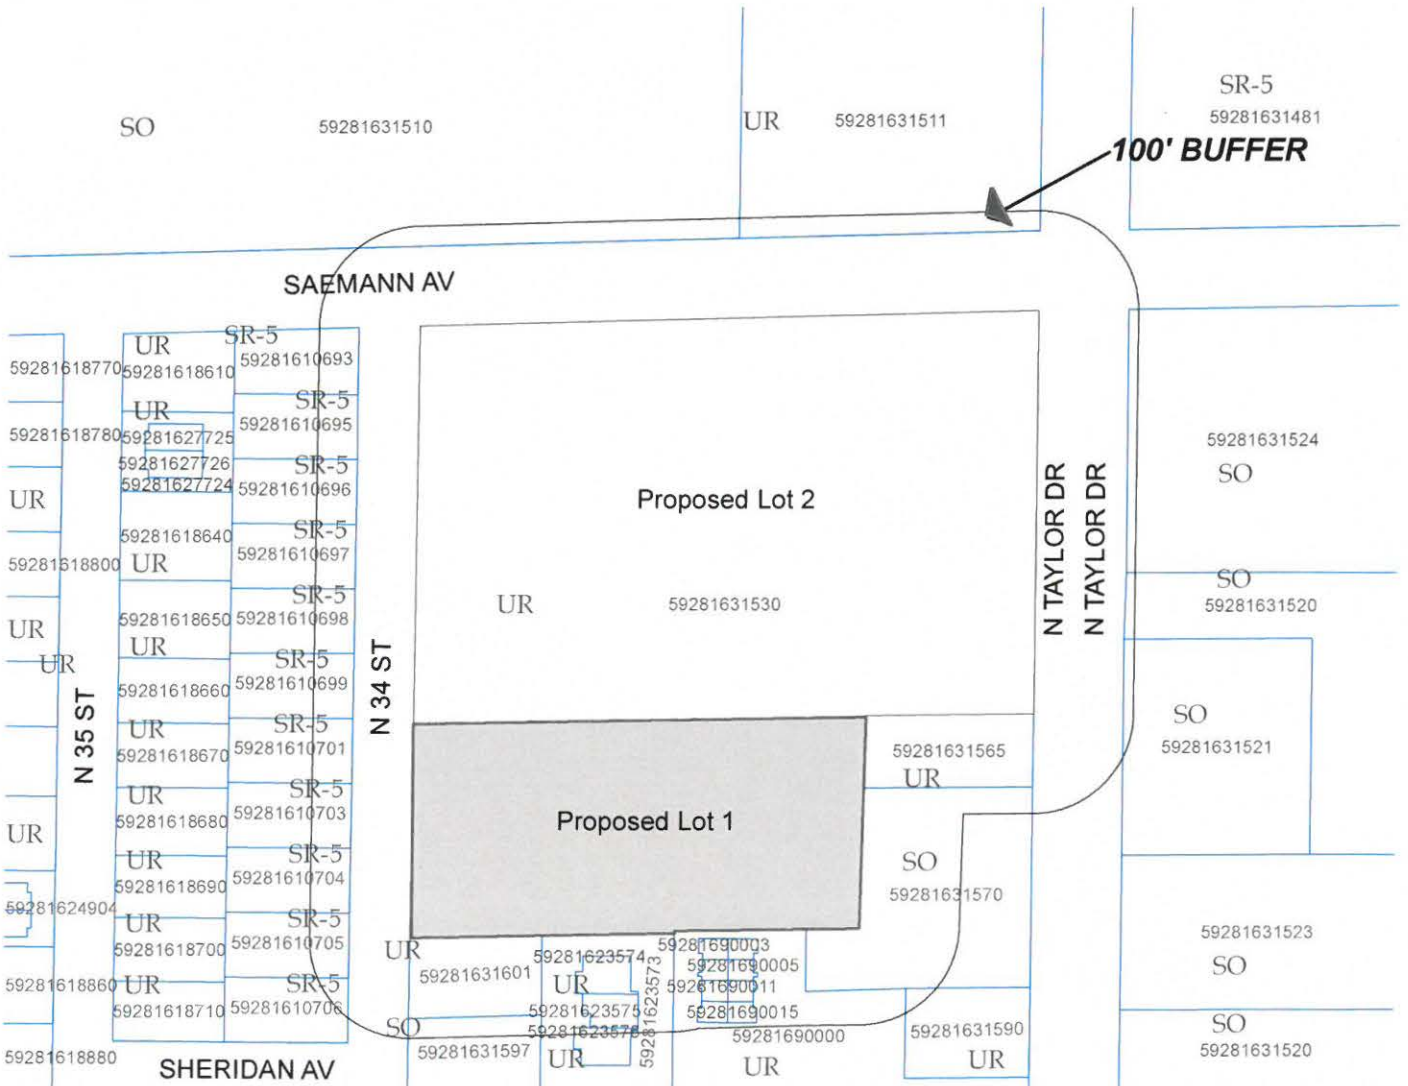 SR-5
59281631481
SO
59281631510
UR
59281631511
100' BUFFER
SAEMANN AV
59281618770
UR
59281618610
SR-5
59281610693
SR-5
59281610695
UR
59281618780
59281627725
59281627726
59281627724
SR-5
59281610696
UR
SR-5
59281610697
59281618640
UR
59281618800
SR-5
59281610698
59281618650
UR
UR
UR
SR-5
59281610699
59281618660
N 35 ST
N 34 ST
Proposed Lot 2
UR
59281631530
N TAYLOR DR
N TAYLOR DR
59281631524
SO
SO
59281631520
SO
59281631521
UR
59281618670
SR-5
59281610701
59281631565
UR
UR
59281618680
SR-5
59281610703
Proposed Lot 1
UR
UR
59281618690
SR-5
59281610704
SO
59281631570
59281624904
UR
59281618700
SR-5
59281610705
UR
59281631601
59281623574
UR
59281623573
59281690003
59281690005
59281690011
59281690015
59281631523
SO
59281618860
UR
59281618710
SR-5
59281610706
SO
59281623575
59281623576
59281690000
59281631590
UR
SO
59281631520
59281618880
SHERIDAN AV
59281631597
UR
UR